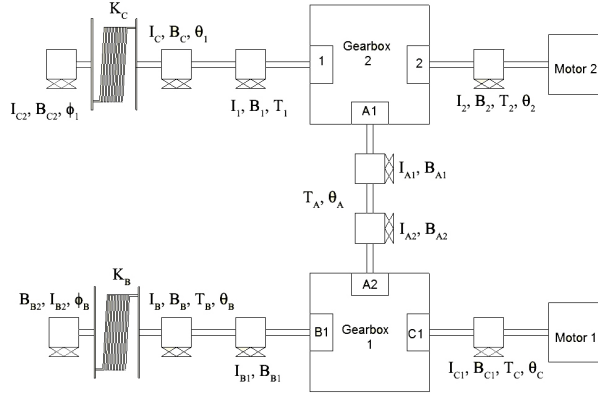 K_C
I_C, B_C, θ_1
Gearbox
2
1
2
Motor 2
I_C2, B_C2, ϕ_1
I_1, B_1, T_1
I_2, B_2, T_2, θ_2
A1
I_A1, B_A1
T_A, θ_A
I_A2, B_A2
A2
K_B
B_B2, I_B2, ϕ_B
I_B, B_B, T_B, θ_B
B1
Gearbox
1
C1
Motor 1
I_B1, B_B1
I_C1, B_C1, T_C, θ_C